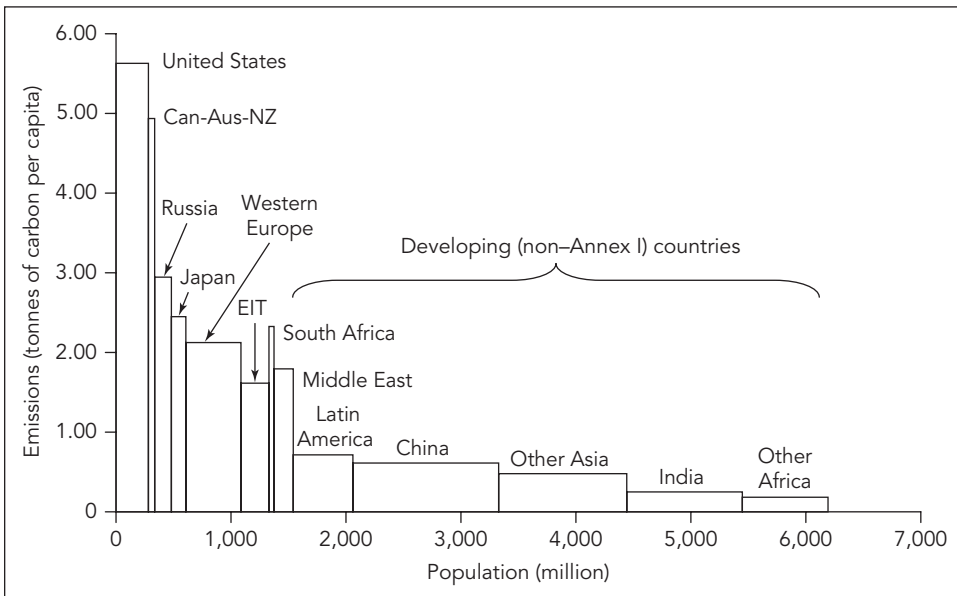 6.00
United States
5.00
Can-Aus-NZ
4.00
Western
Europe
Russia
Developing (non–Annex I) countries
3.00
Japan
EIT
South Africa
2.00
Middle East
Latin
America
1.00
China
Other Asia
India
Other
Africa
0
0
1,000
2,000
3,000
4,000
5,000
6,000
7,000
Population (million)
Emissions (tonnes of carbon per capita)